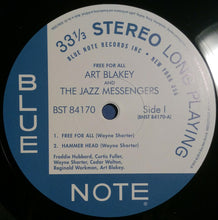 33⅓ STEREO LONG PLAYING
BLUE NOTE RECORDS INC • NEW YORK USA
FREE FOR ALL
ART BLAKEY
AND
THE JAZZ MESSENGERS
BST 84170
Side I
(BNST 84170-A)
1. FREE FOR ALL (Wayne Shorter)
2. HAMMER HEAD (Wayne Shorter)
Freddie Hubbard, Curtis Fuller,
Wayne Shorter, Cedar Walton,
Reginald Workman, Art Blakey.
BLUE
NOTE